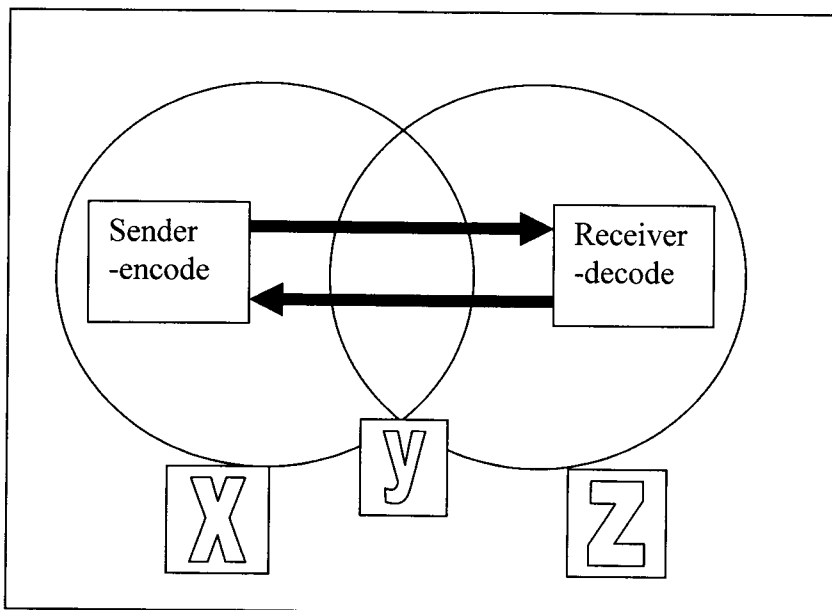 Sender
-encode
Receiver
-decode
X
y
Z